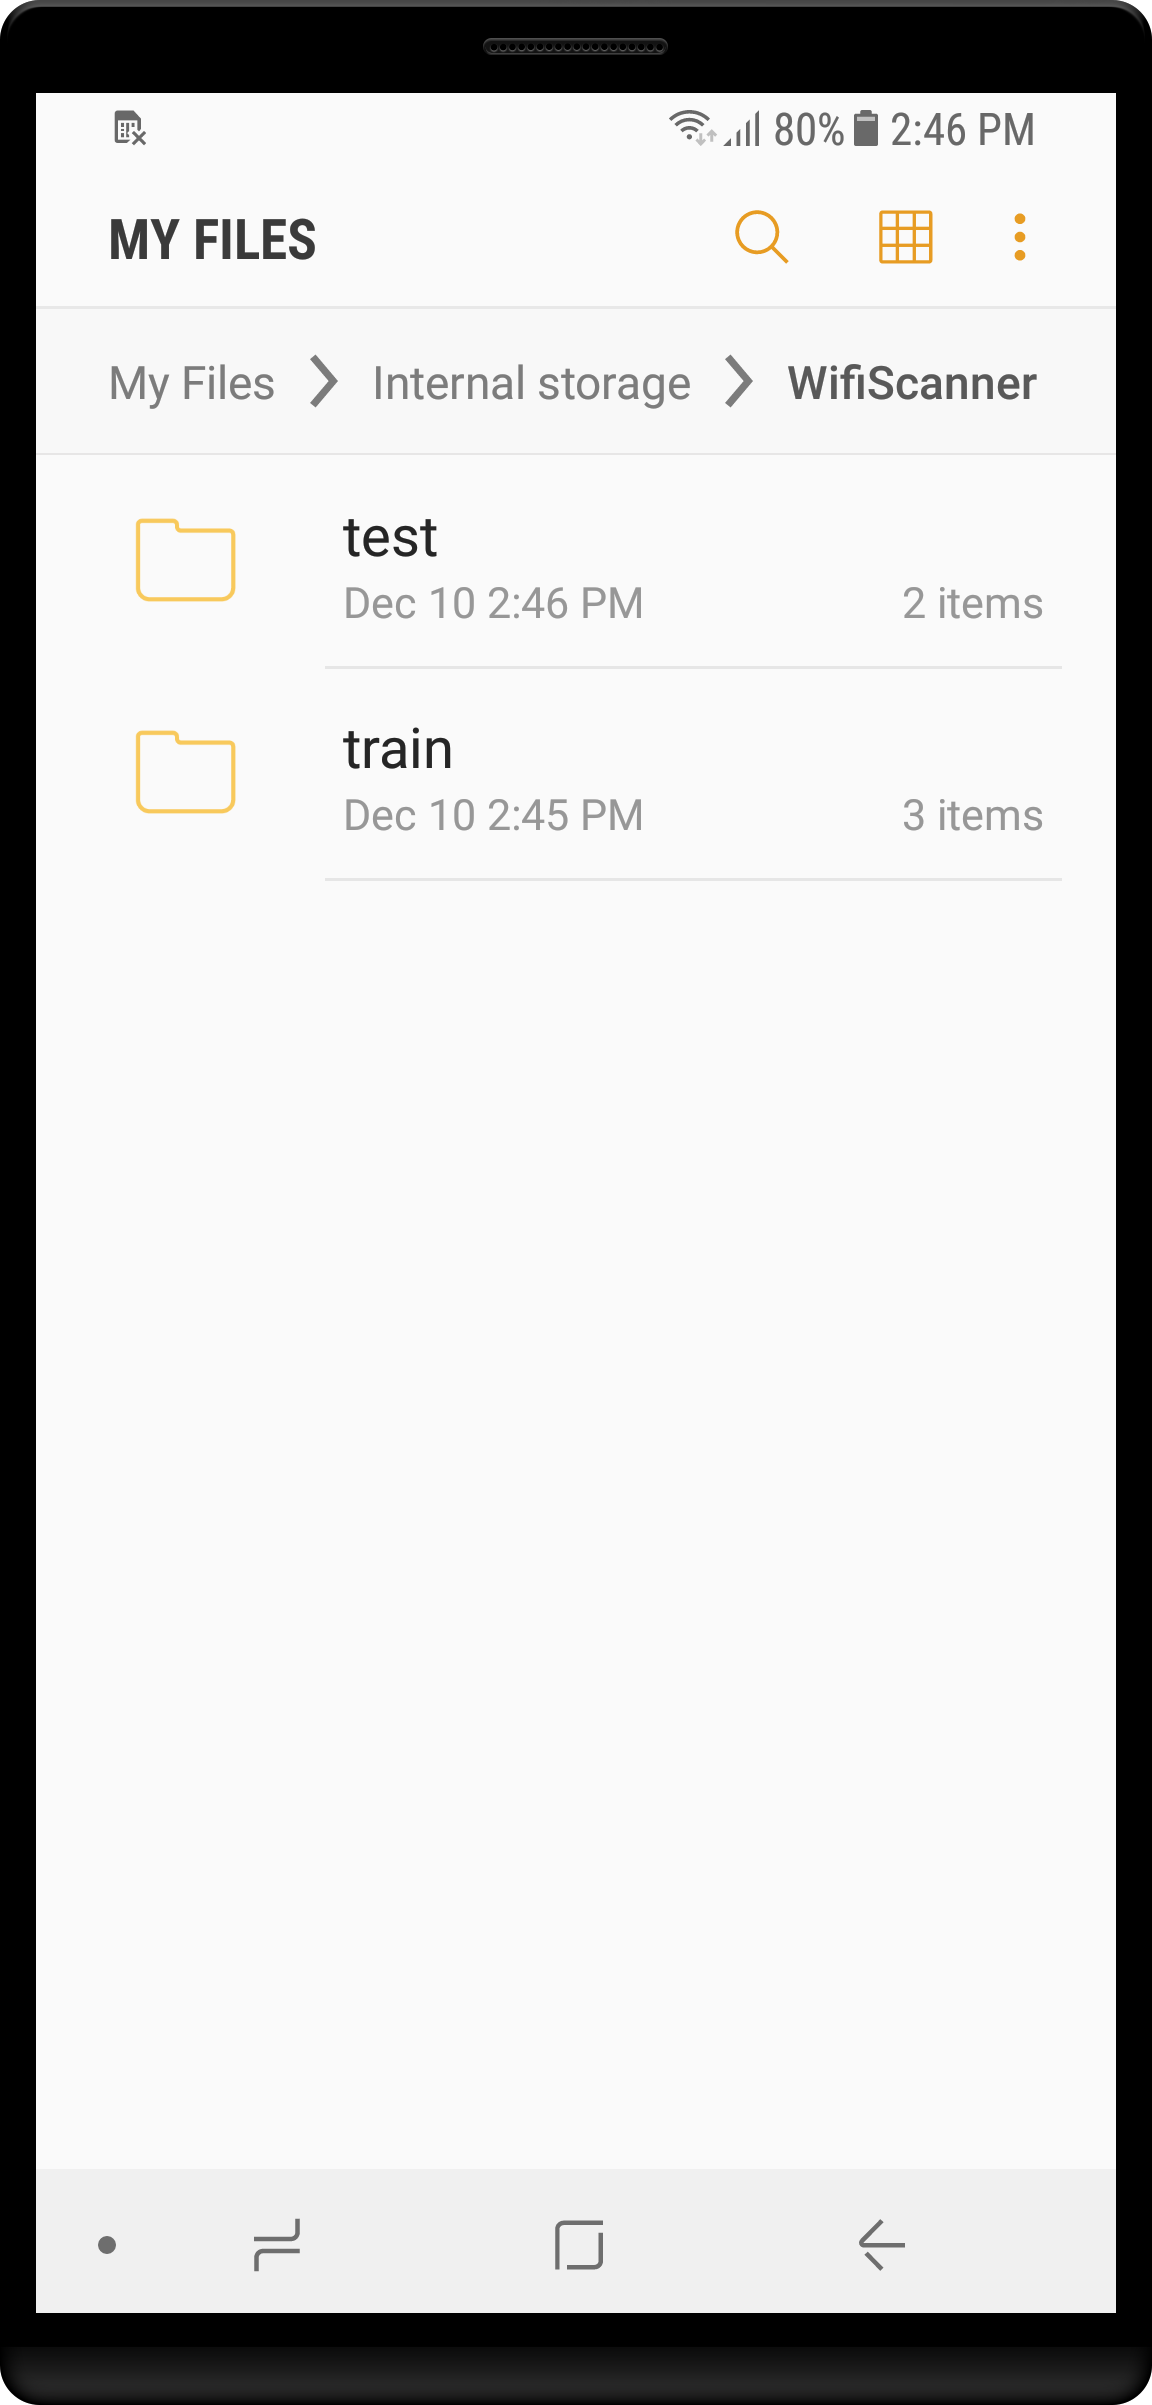 80% 2:46 PM
MY FILES
My Files Internal storage WifiScanner
test
Dec 10 2:46 PM 2 items
train
Dec 10 2:45 PM 3 items